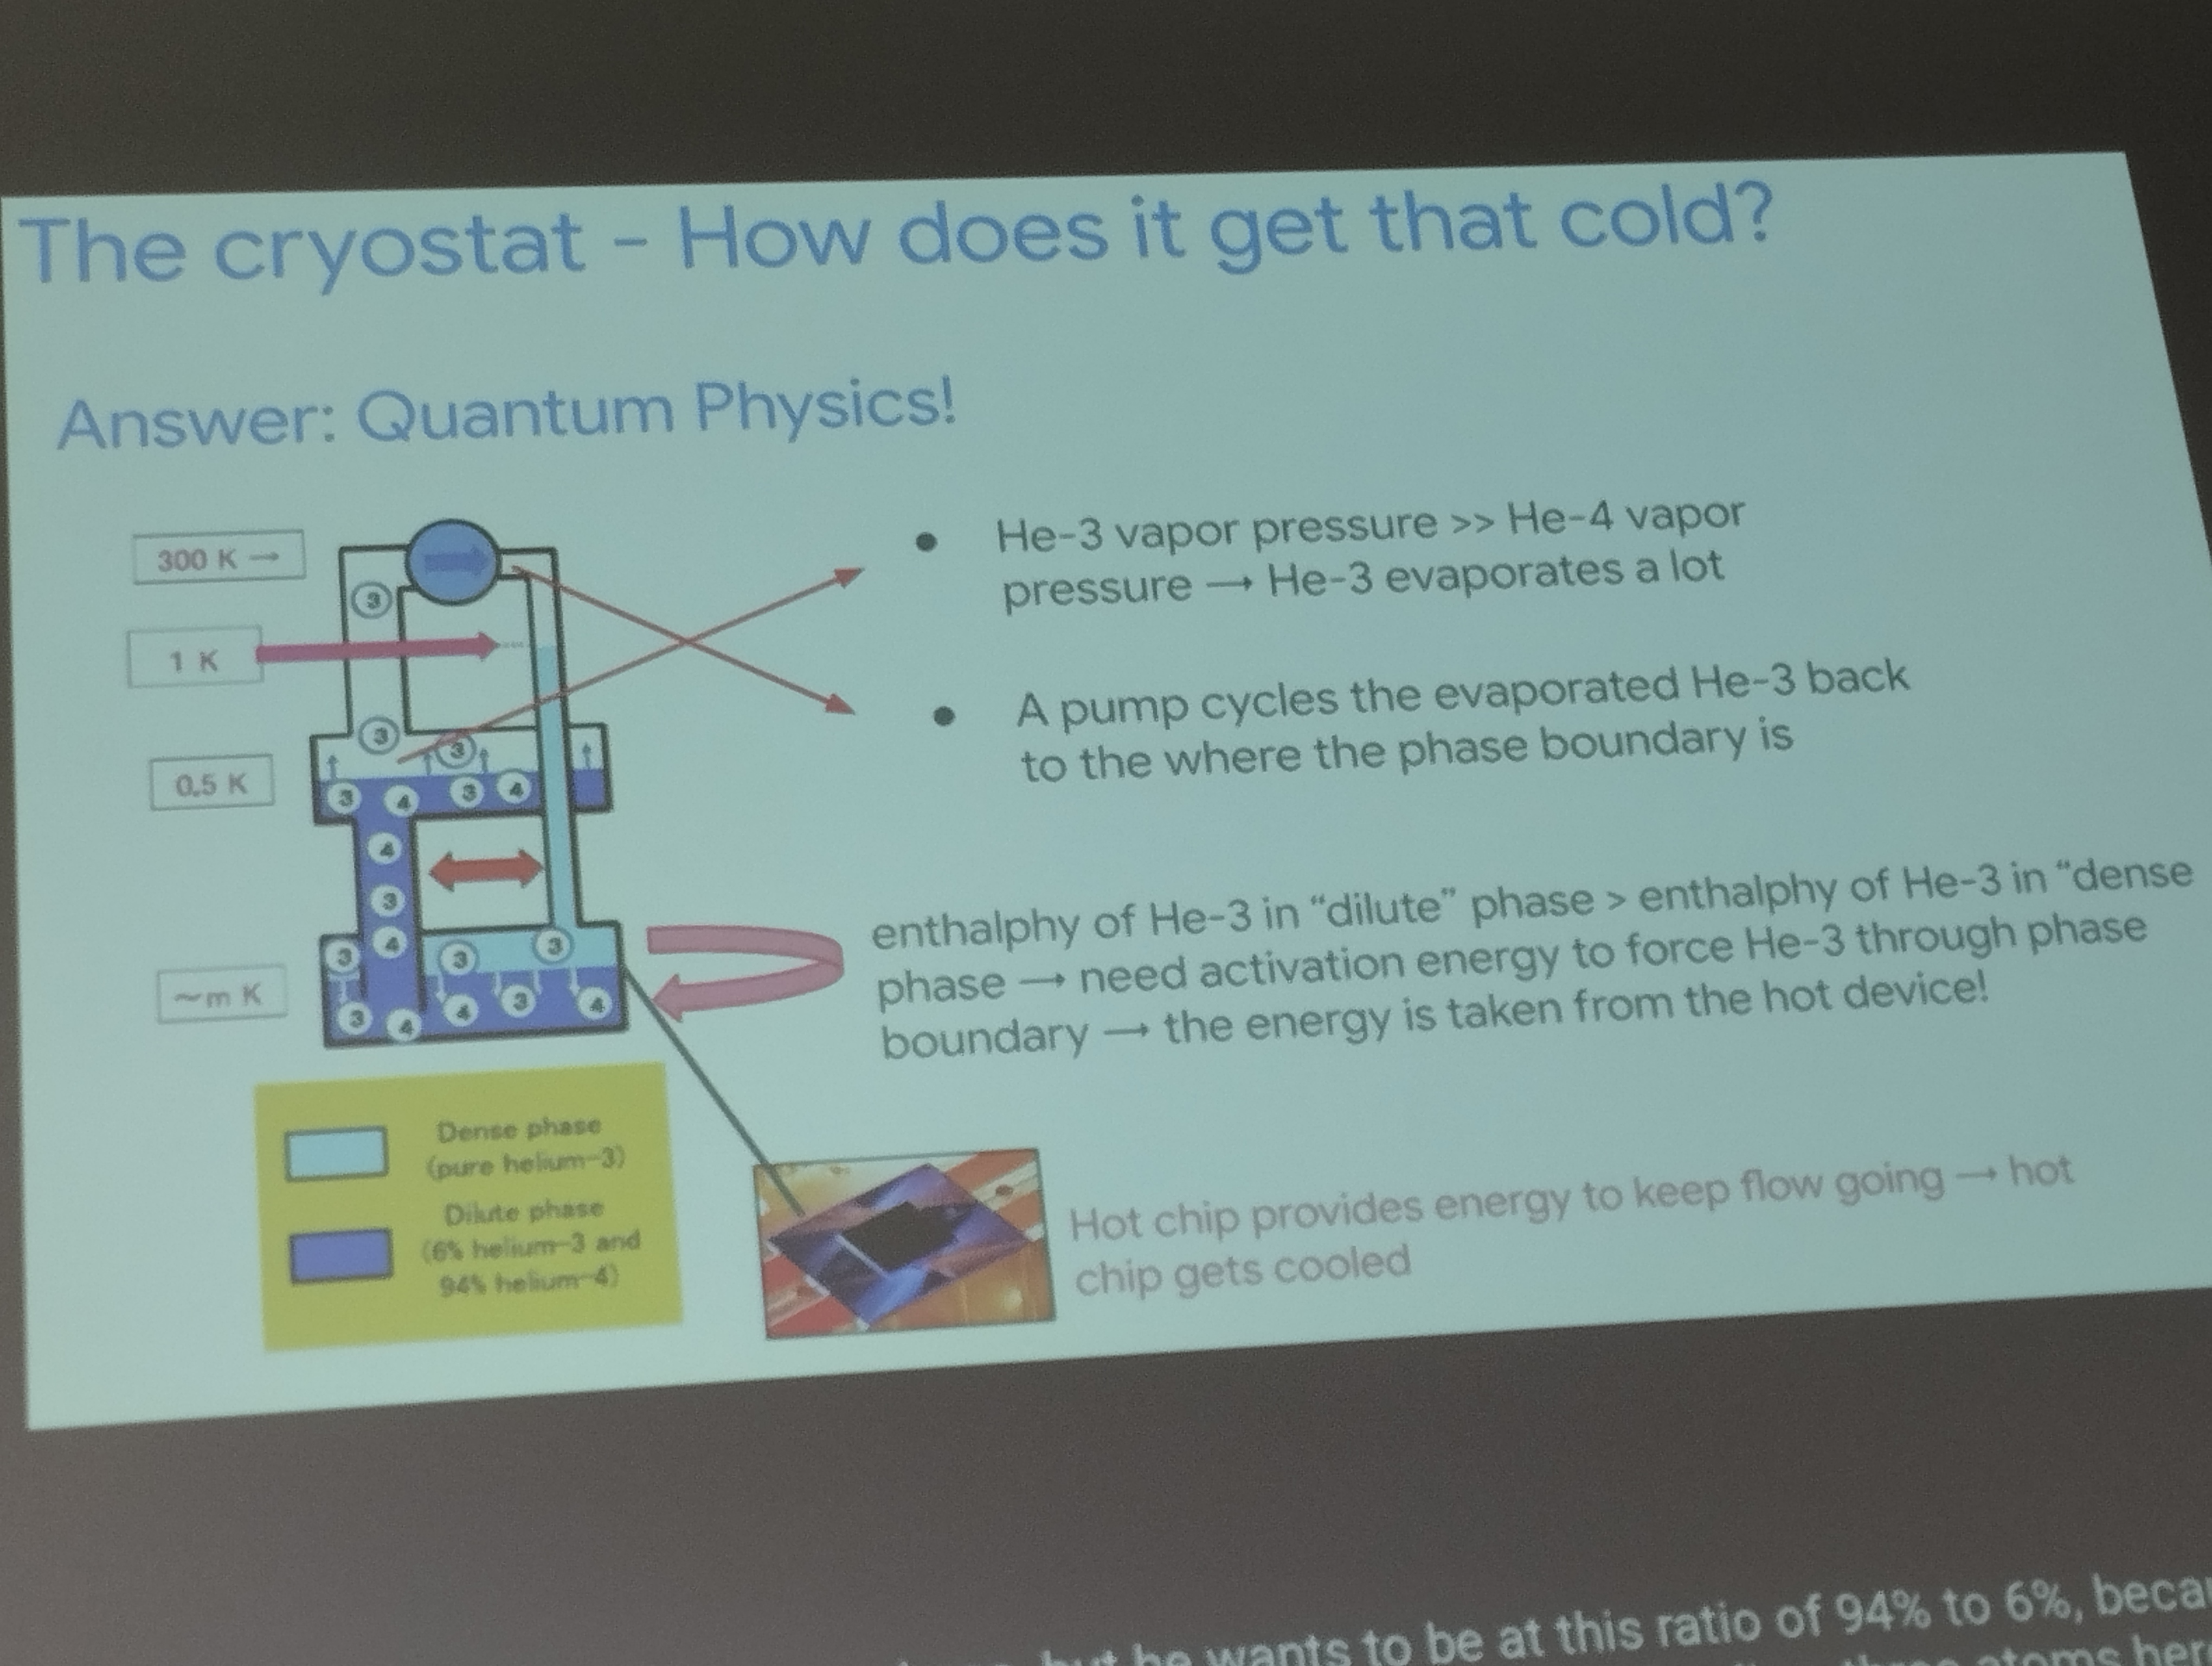 The cryostat - How does it get that cold?
Answer: Quantum Physics!
300 K →
1 K
0.5 K
~m K
3
3
3
3
4
3
4
4
3
4
3
3
3
3
4
4
3
4
• He-3 vapor pressure >> He-4 vapor
pressure → He-3 evaporates a lot
• A pump cycles the evaporated He-3 back
to the where the phase boundary is
enthalphy of He-3 in “dilute” phase > enthalphy of He-3 in “dense
phase → need activation energy to force He-3 through phase
boundary → the energy is taken from the hot device!
Dense phase
(pure helium-3)
Dilute phase
(6% helium-3 and
94% helium-4)
Hot chip provides energy to keep flow going → hot
chip gets cooled
but he wants to be at this ratio of 94% to 6%, becau
three atoms here